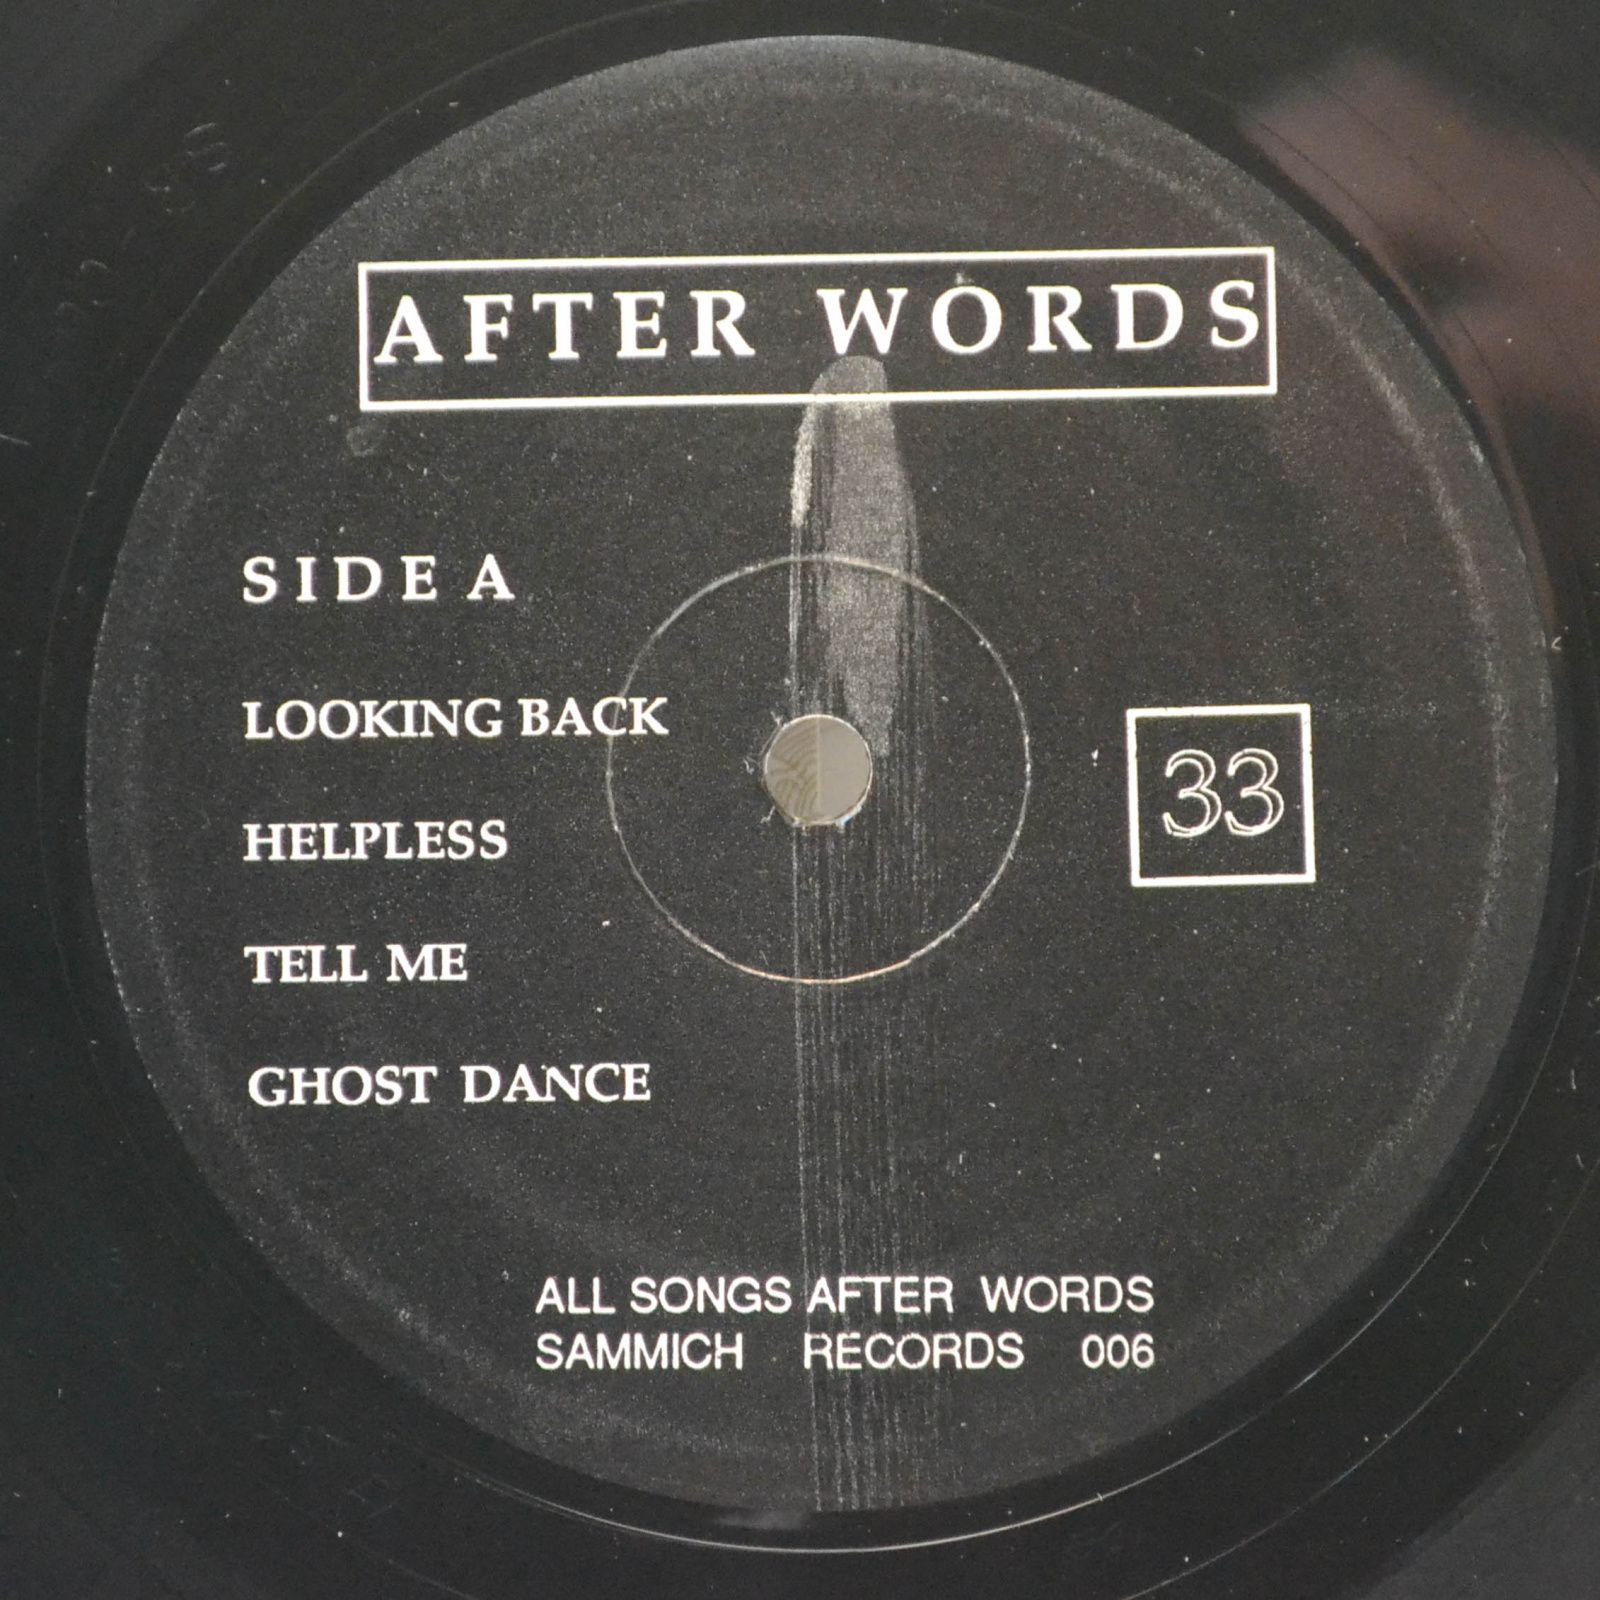 AFTER WORDS
SIDE A
LOOKING BACK
HELPLESS
33
TELL ME
GHOST DANCE
ALL SONGS AFTER WORDS
SAMMICH RECORDS 006